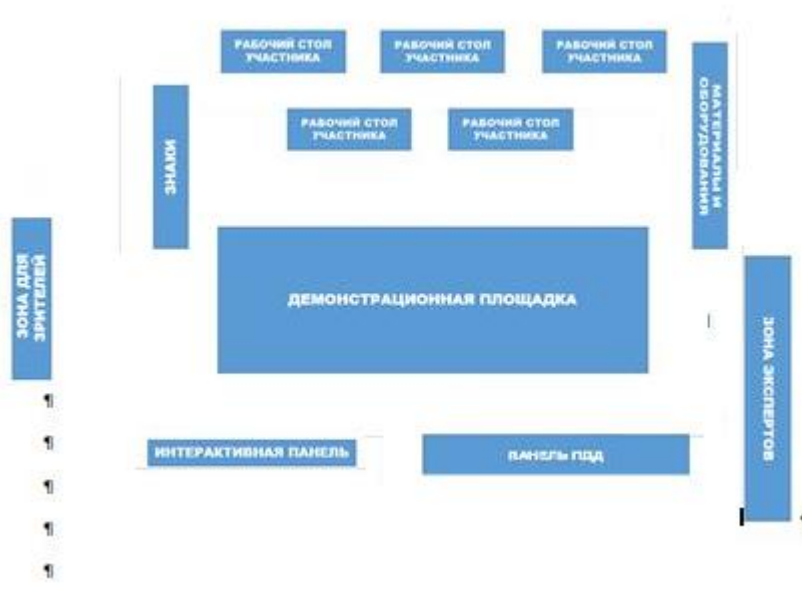 РАБОЧИЙ СТОЛ
УЧАСТНИКА
РАБОЧИЙ СТОЛ
УЧАСТНИКА
РАБОЧИЙ СТОЛ
УЧАСТНИКА
МАТЕРИАЛЫ И
ОБОРУДОВАНИЯ
ЗНАКИ
РАБОЧИЙ СТОЛ
УЧАСТНИКА
РАБОЧИЙ СТОЛ
УЧАСТНИКА
ЗОНА ДЛЯ
ЗРИТЕЛЕЙ
ДЕМОНСТРАЦИОННАЯ ПЛОЩАДКА
ЗОНА ЭКСПЕРТОВ
ИНТЕРАКТИВНАЯ ПАНЕЛЬ
ПАНЕЛЬ ПДД